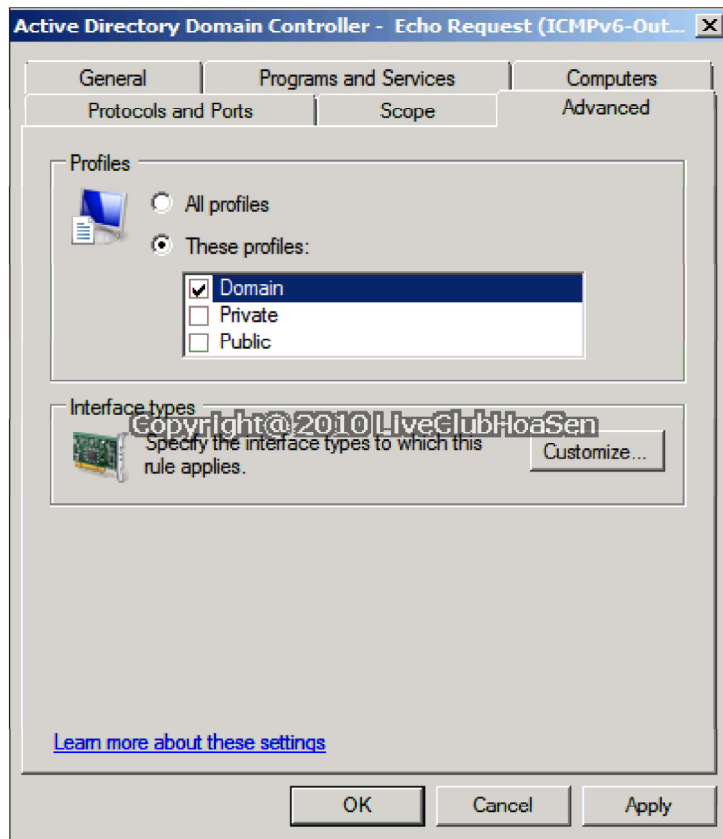 Active Directory Domain Controller - Echo Request (ICMPv6-Out...
General Programs and Services Computers
Protocols and Ports Scope Advanced
Profiles
All profiles
These profiles:
Domain
Private
Public
Interface types
Copyright@2010 LiveClubHoaSen
Specify the interface types to which this
rule applies.
Customize...
Learn more about these settings
OK Cancel Apply